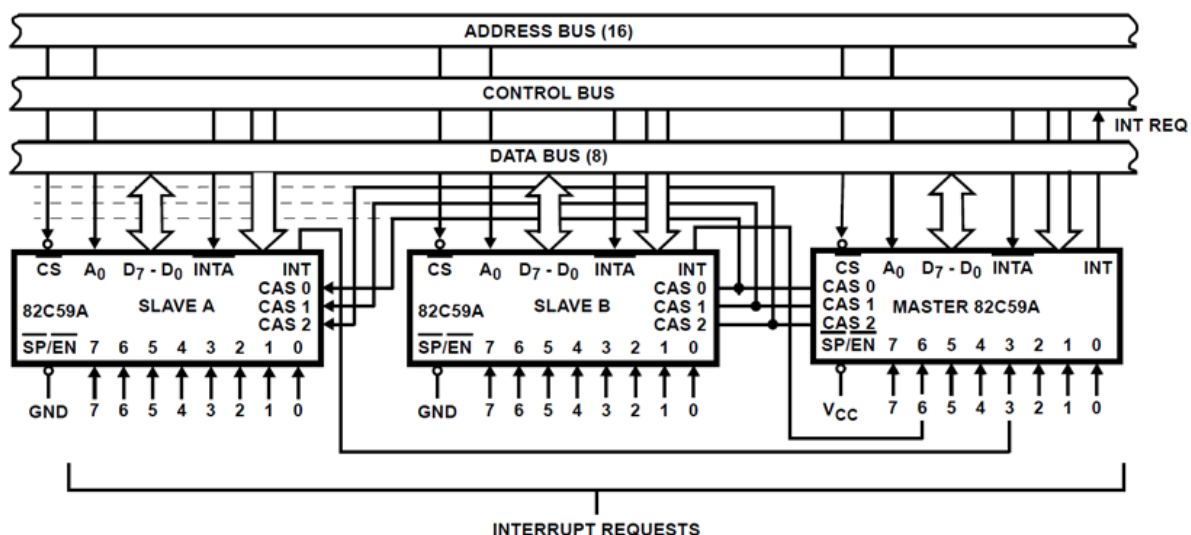 ADDRESS BUS (16)
CONTROL BUS
INT REQ
DATA BUS (8)
CS A0 D7 - D0 INTA INT
82C59A SLAVE A
CAS 0
CAS 1
CAS 2
SP/EN 7 6 5 4 3 2 1 0
GND 7 6 5 4 3 2 1 0
CS A0 D7 - D0 INTA INT
82C59A SLAVE B
CAS 0
CAS 1
CAS 2
SP/EN 7 6 5 4 3 2 1 0
GND 7 6 5 4 3 2 1 0
CS A0 D7 - D0 INTA INT
CAS 0
CAS 1
CAS 2
MASTER 82C59A
SP/EN 7 6 5 4 3 2 1 0
VCC 7 6 5 4 3 2 1 0
INTERRUPT REQUESTS